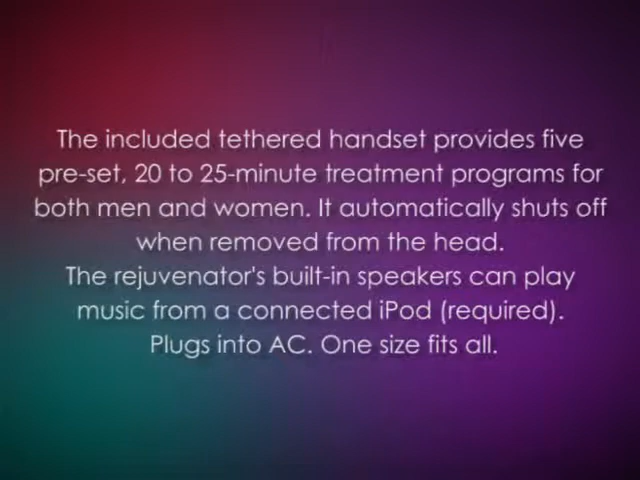 The included tethered handset provides five
pre-set, 20 to 25-minute treatment programs for
both men and women. It automatically shuts off
when removed from the head.
The rejuvenator's built-in speakers can play
music from a connected iPod (required).
Plugs into AC. One size fits all.